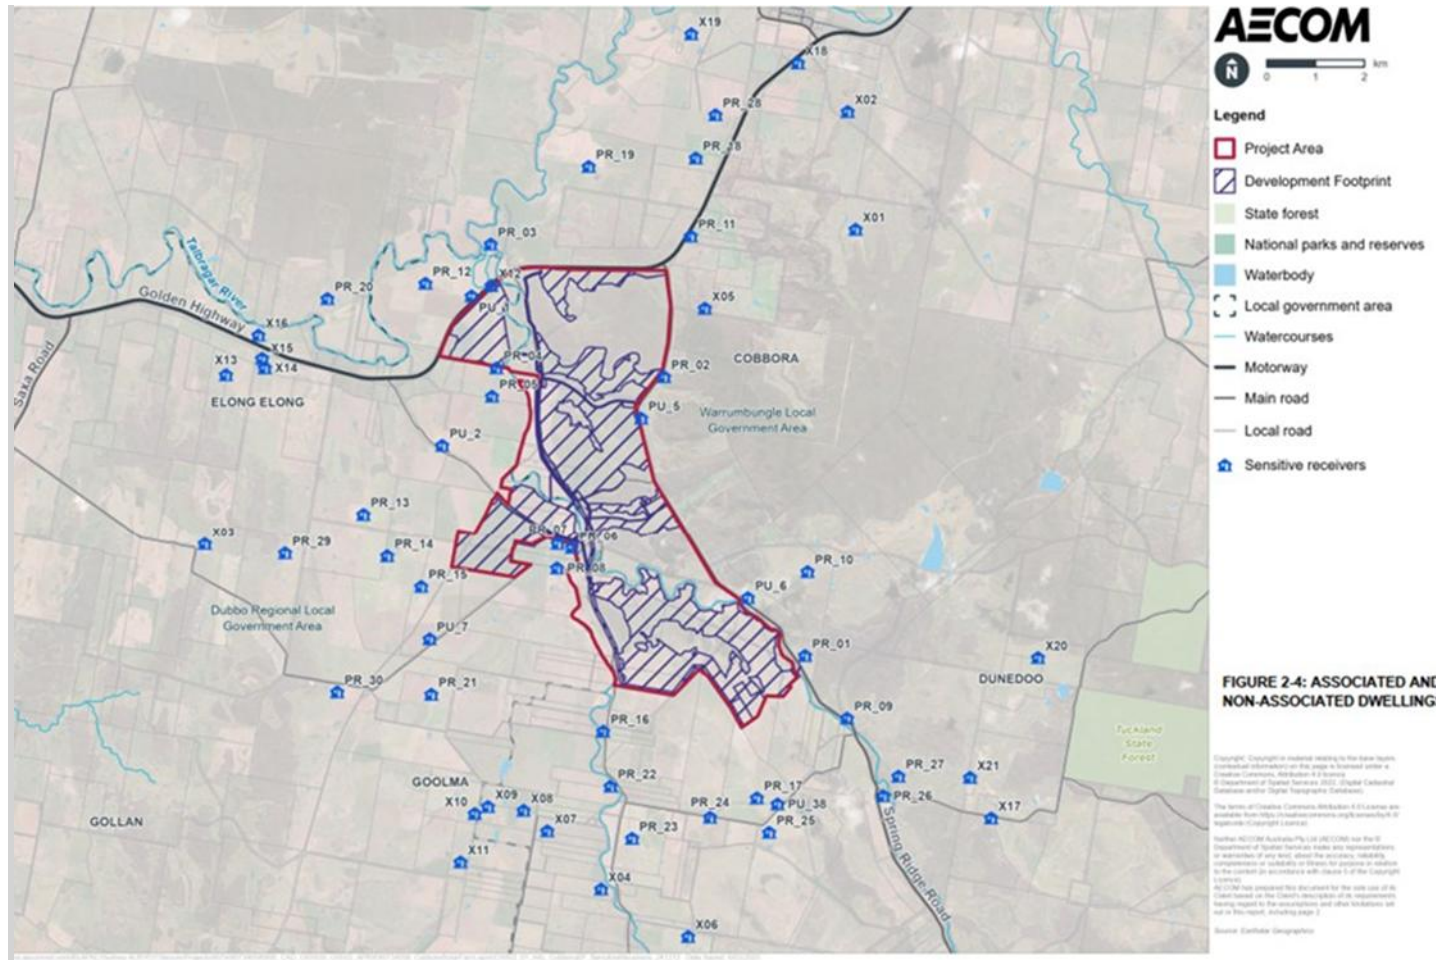 AECOM
N
0 1 2 km
Legend
Project Area
Development Footprint
State forest
National parks and reserves
Waterbody
Local government area
Watercourses
Motorway
Main road
Local road
Sensitive receivers
FIGURE 2-4: ASSOCIATED AND
NON-ASSOCIATED DWELLING
X19
X18
PR_28
X02
PR_18
PR_19
PR_11
X01
PR_03
PR_12
X12
PR_20
Talbragar River
Golden Highway
X05
X16
X15
X13
X14
Saxa Road
ELONG ELONG
PR_04
PR_05
PR_02
COBBORA
PU_5
Warrumbungle Local
Government Area
PU_2
PR_13
X03
PR_29
PR_14
PR_15
PR_07
PR_06
PR_08
PR_10
PU_6
Dubbo Regional Local
Government Area
PU_7
PR_01
X20
DUNEDOO
PR_30
PR_21
PR_09
PR_16
Tuckland
State
Forest
GOOLMA
PR_22
PR_27
X21
PR_17
PR_26
X09
X10
X08
PR_24
PU_38
X17
GOLLAN
X07
PR_23
PR_25
X11
Spring Ridge Road
X04
X06